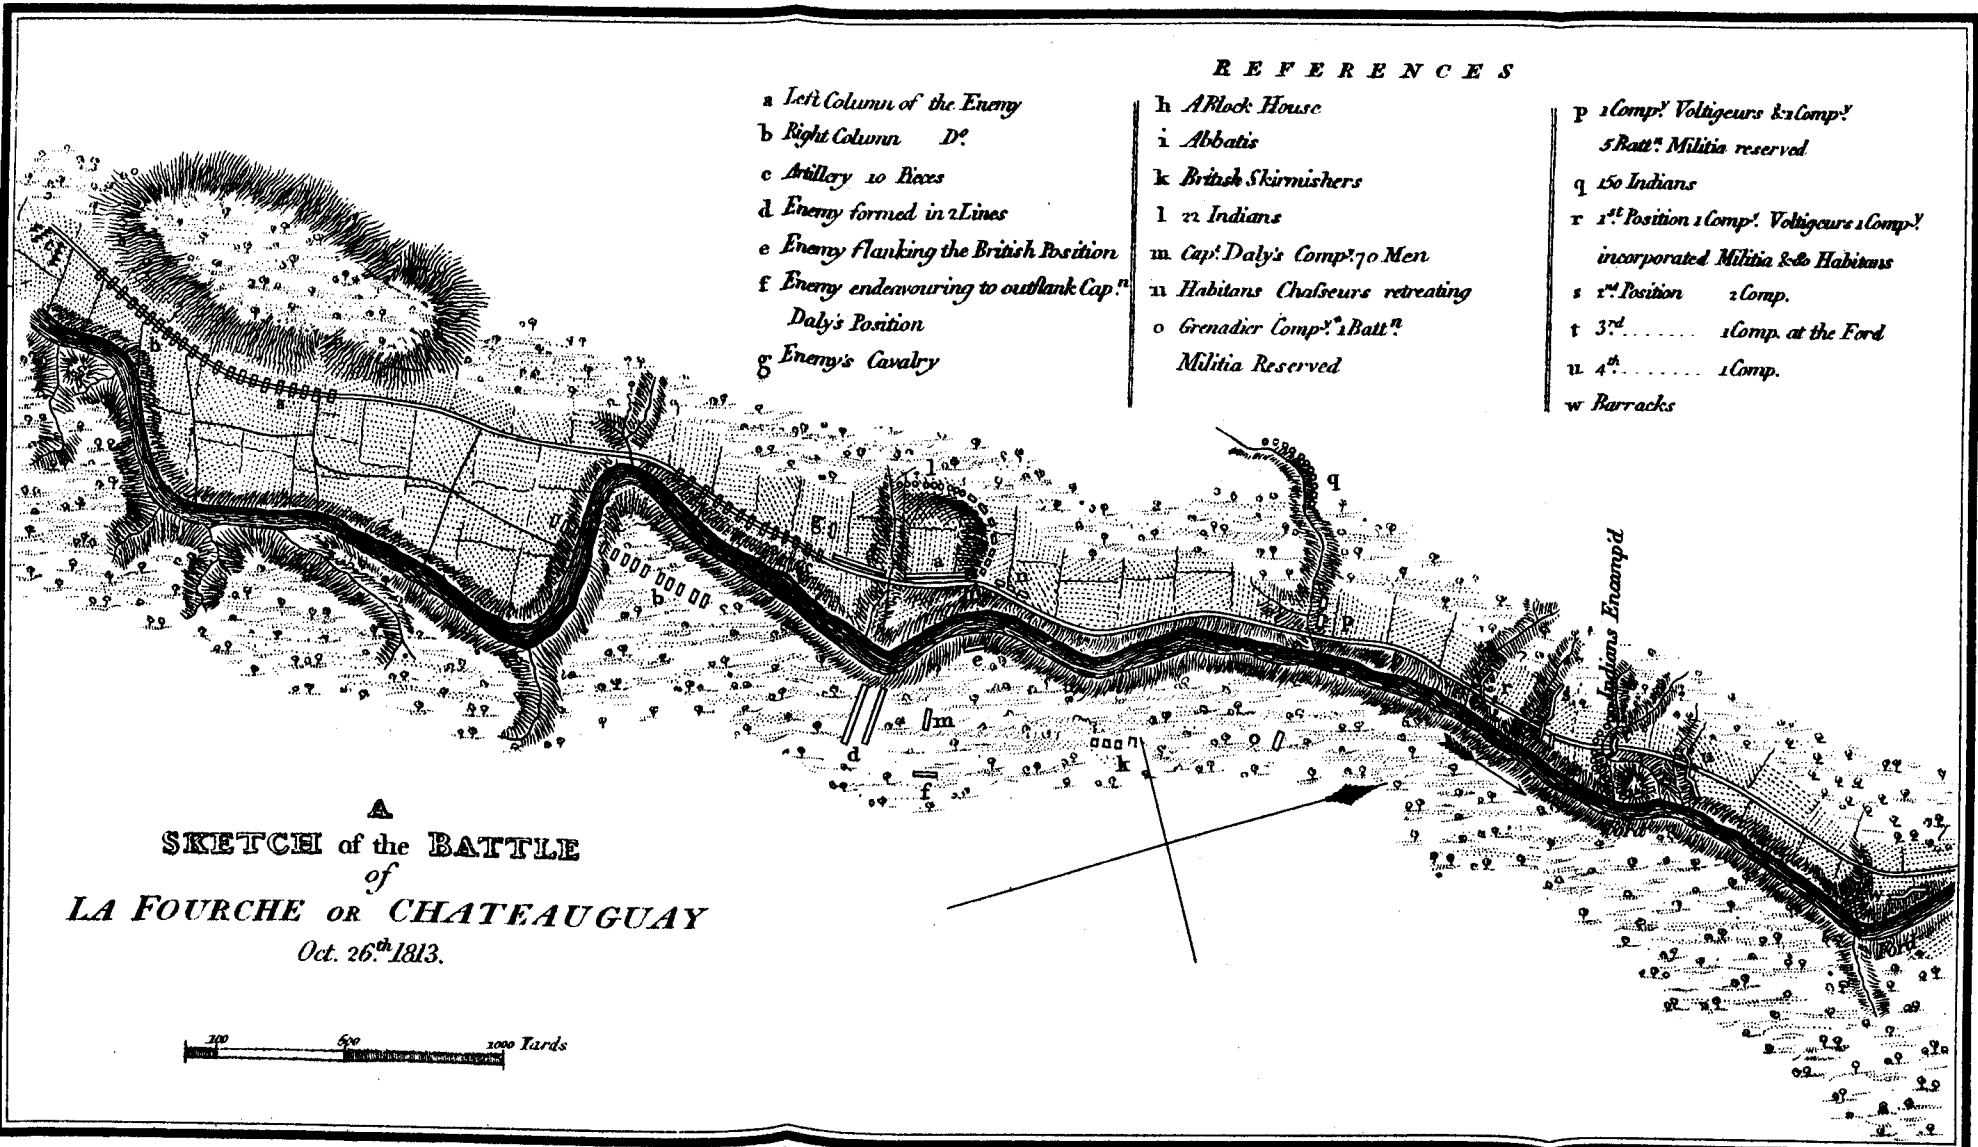 REFERENCES
a Left Column of the Enemy
b Right Column Do.
c Artillery 10 Pieces
d Enemy formed in 2 Lines
e Enemy flanking the British Position
f Enemy endeavouring to outflank Capn.
Daly's Position
g Enemy's Cavalry
h A Block House
i Abbatis
k British Skirmishers
l 22 Indians
m Capt. Daly's Compy. 70 Men
n Habitans Chasseurs retreating
o Grenadier Compy. 1 Battn.
Militia Reserved
p 1 Compy. Voltigeurs & 1 Compy.
5 Battn. Militia reserved
q 150 Indians
r 1st. Position 1 Compy. Voltigeurs 1 Compy.
incorporated Militia & 80 Habitans
s 2nd. Position 2 Comp.
t 3rd. ....... 1 Comp. at the Ford
u 4th. ........ 1 Comp.
w Barracks
b
a
l
q
g
c
a
n
b
p
e
r
m
d
o
k
f
Indians Encamp'd
Ford
Ford
A
SKETCH of the BATTLE
of
LA FOURCHE OR CHATEAUGUAY
Oct. 26th. 1813.
100 500 1000 Yards